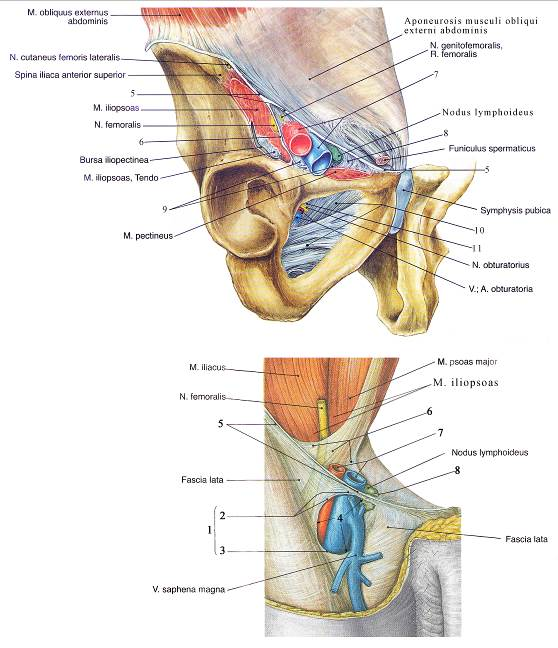 M. obliquus externus
abdominis
Aponeurosis musculi obliqui
externi abdominis
N. cutaneus femoris lateralis
N. genitofemoralis,
R. femoralis
Spina iliaca anterior superior
7
5
M. iliopsoas
Nodus lymphoideus
N. femoralis
8
6
Funiculus spermaticus
Bursa iliopectinea
5
M. iliopsoas, Tendo
9
Symphysis pubica
M. pectineus
10
11
N. obturatorius
V.; A. obturatoria
M. iliacus
M. psoas major
M. iliopsoas
N. femoralis
6
5
7
Nodus lymphoideus
8
Fascia lata
2
4
1
Fascia lata
3
V. saphena magna